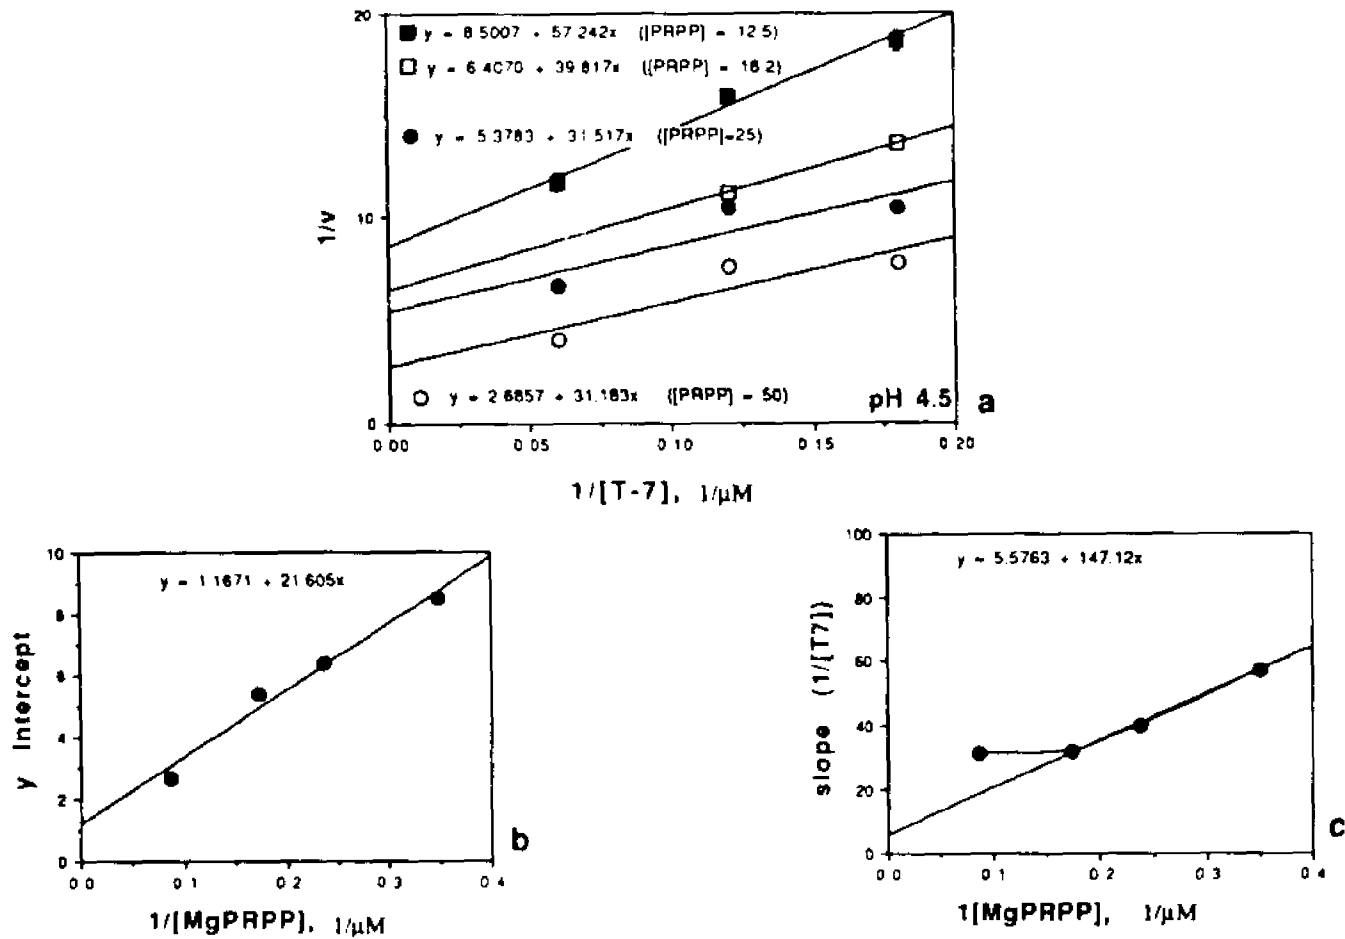 20
y = 8.5007 + 57.242x ([PRPP] = 12.5)
y = 6.4070 + 39.817x ([PRPP] = 18.2)
y = 5.3783 + 31.517x ([PRPP]=25)
10
1/v
y = 2.6857 + 31.183x ([PRPP] = 50)
pH 4.5
a
0
0.00 0.05 0.10 0.15 0.20
1/[T-7], 1/μM
10
y = 1.1671 + 21.605x
8
6
4
2
0
y Intercept
b
0.0 0.1 0.2 0.3 0.4
1/[MgPRPP], 1/μM
100
y = 5.5763 + 147.12x
80
60
40
20
0
slope (1/[T7])
c
0.0 0.1 0.2 0.3 0.4
1[MgPRPP], 1/μM